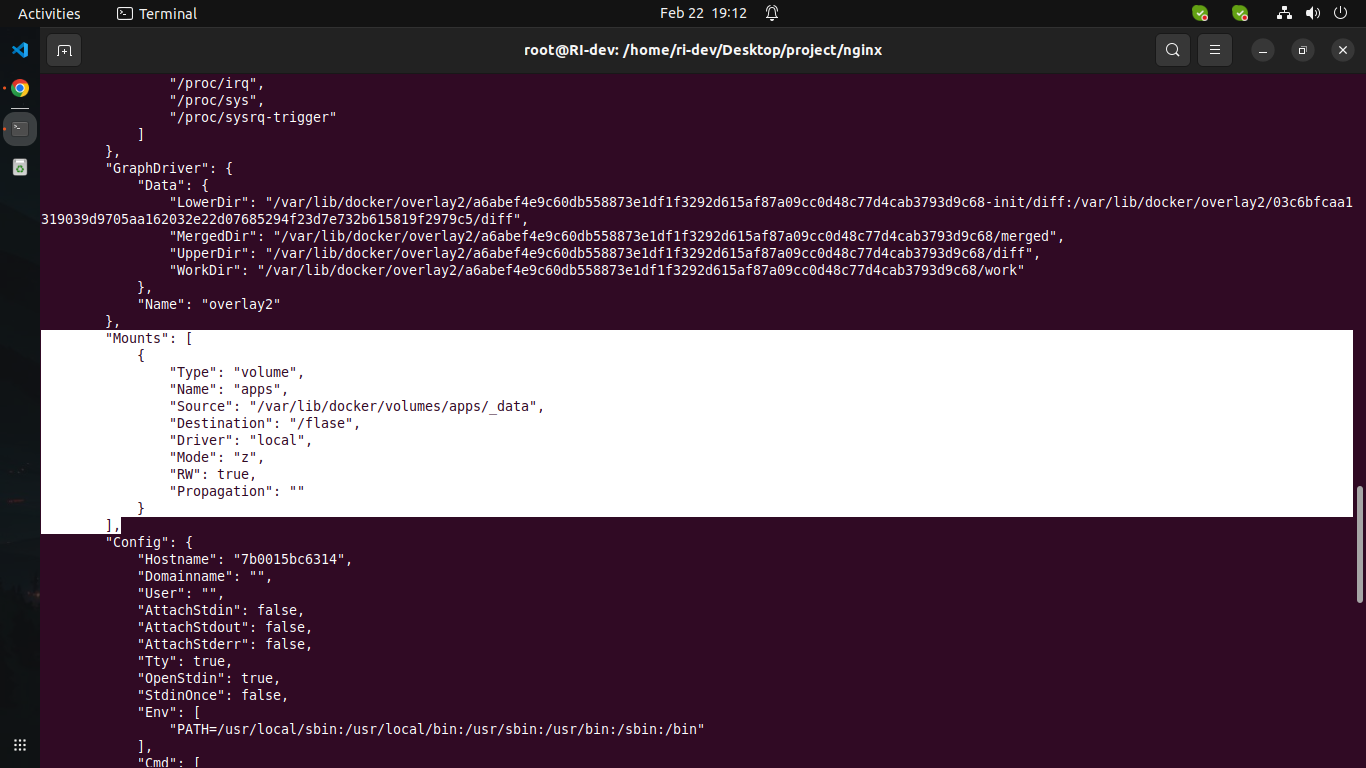 Activities Terminal Feb 22 19:12
root@RI-dev: /home/ri-dev/Desktop/project/nginx
"/proc/irq",
"/proc/sys",
"/proc/sysrq-trigger"
]
},
"GraphDriver": {
"Data": {
"LowerDir": "/var/lib/docker/overlay2/a6abef4e9c60db558873e1df1f3292d615af87a09cc0d48c77d4cab3793d9c68-init/diff:/var/lib/docker/overlay2/03c6bfcaa1
319039d9705aa162032e22d07685294f23d7e732b615819f2979c5/diff",
"MergedDir": "/var/lib/docker/overlay2/a6abef4e9c60db558873e1df1f3292d615af87a09cc0d48c77d4cab3793d9c68/merged",
"UpperDir": "/var/lib/docker/overlay2/a6abef4e9c60db558873e1df1f3292d615af87a09cc0d48c77d4cab3793d9c68/diff",
"WorkDir": "/var/lib/docker/overlay2/a6abef4e9c60db558873e1df1f3292d615af87a09cc0d48c77d4cab3793d9c68/work"
},
"Name": "overlay2"
},
"Mounts": [
{
"Type": "volume",
"Name": "apps",
"Source": "/var/lib/docker/volumes/apps/_data",
"Destination": "/flase",
"Driver": "local",
"Mode": "z",
"RW": true,
"Propagation": ""
}
],
"Config": {
"Hostname": "7b0015bc6314",
"Domainname": "",
"User": "",
"AttachStdin": false,
"AttachStdout": false,
"AttachStderr": false,
"Tty": true,
"OpenStdin": true,
"StdinOnce": false,
"Env": [
"PATH=/usr/local/sbin:/usr/local/bin:/usr/sbin:/usr/bin:/sbin:/bin"
],
"Cmd": [